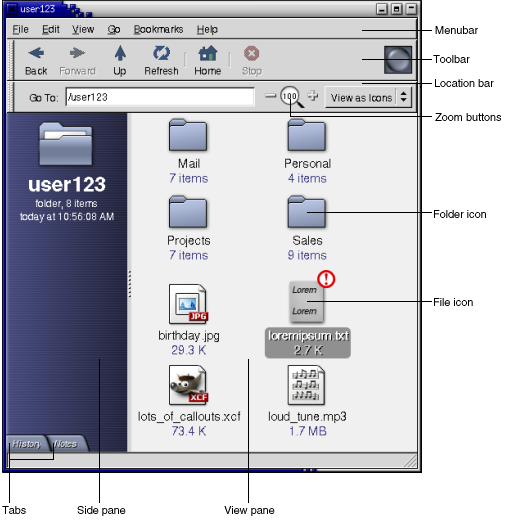 user123
File Edit View Go Bookmarks Help
Menubar
Back Forward Up Refresh Home Stop
Toolbar
Location bar
Go To: /user123
100
View as Icons
Zoom buttons
user123
folder, 8 items
today at 10:56:08 AM
Mail
7 items
Personal
4 items
Folder icon
Projects
7 items
Sales
9 items
JPG
birthday.jpg
29.3 K
Lorem
Lorem
loremipsum.txt
2.7 K
File icon
XCF
lots_of_callouts.xcf
73.4 K
loud_tune.mp3
1.7 MB
History Notes
Tabs
Side pane
View pane